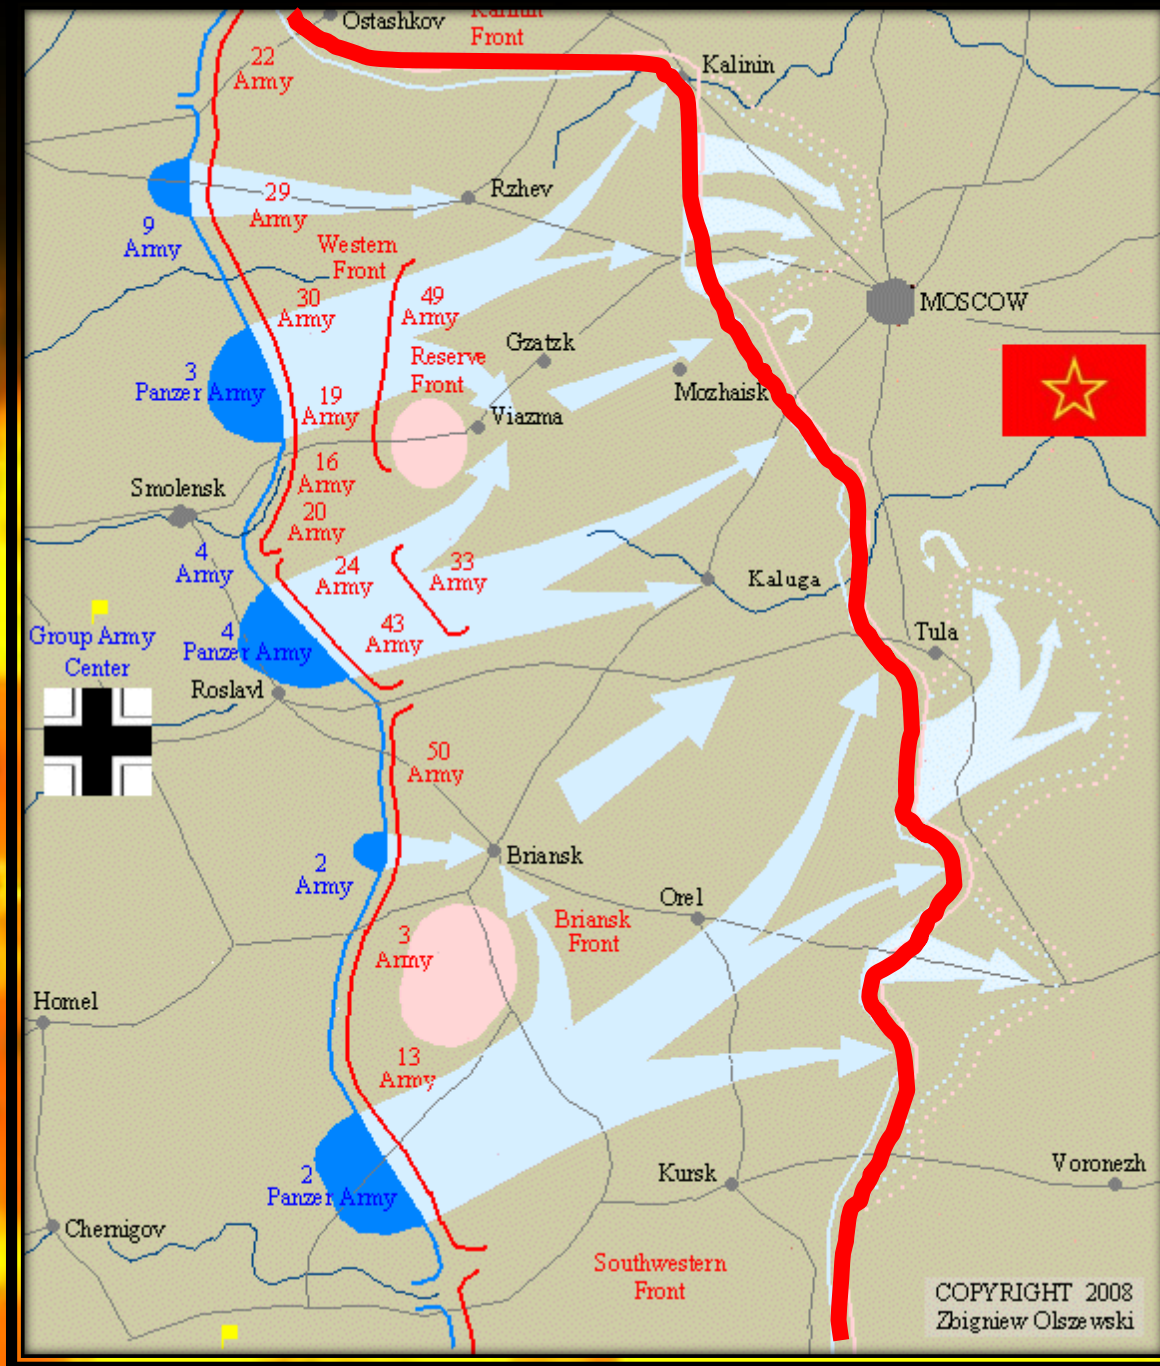 Ostashkov
Kalinin
Front
22
Army
Kalinin
29
Army
Rzhev
9
Army
Western
Front
30
Army
49
Army
MOSCOW
Reserve
Front
Gzatzk
3
Panzer Army
19
Army
Mozhaisk
Viazma
16
Army
Smolensk
20
Army
4
Army
24
Army
33
Army
Kaluga
Group Army
Center
4
Panzer Army
43
Army
Tula
Roslavl
50
Army
2
Army
Briansk
Orel
3
Army
Briansk
Front
Homel
13
Army
2
Panzer Army
Kursk
Voronezh
Chernigov
Southwestern
Front
COPYRIGHT 2008
Zbigniew Olszewski